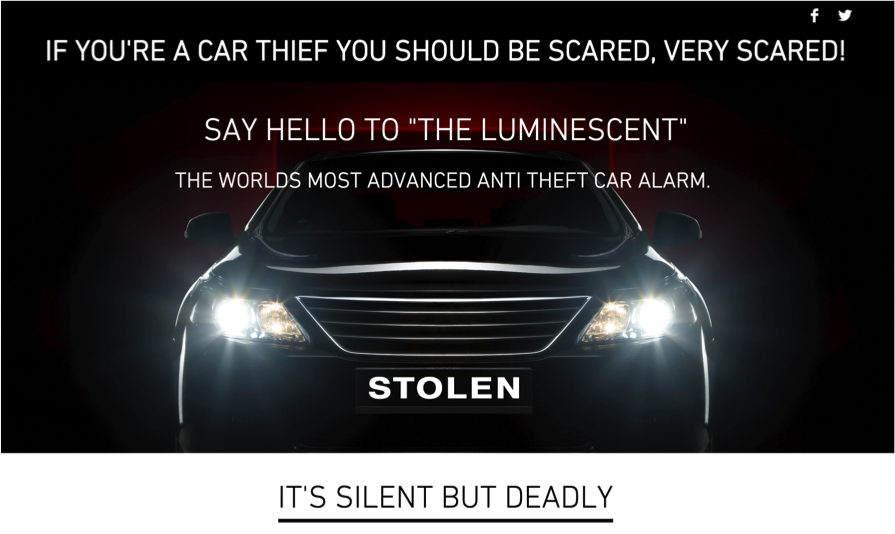 IF YOU'RE A CAR THIEF YOU SHOULD BE SCARED, VERY SCARED!
SAY HELLO TO "THE LUMINESCENT"
THE WORLDS MOST ADVANCED ANTI THEFT CAR ALARM.
STOLEN
IT'S SILENT BUT DEADLY